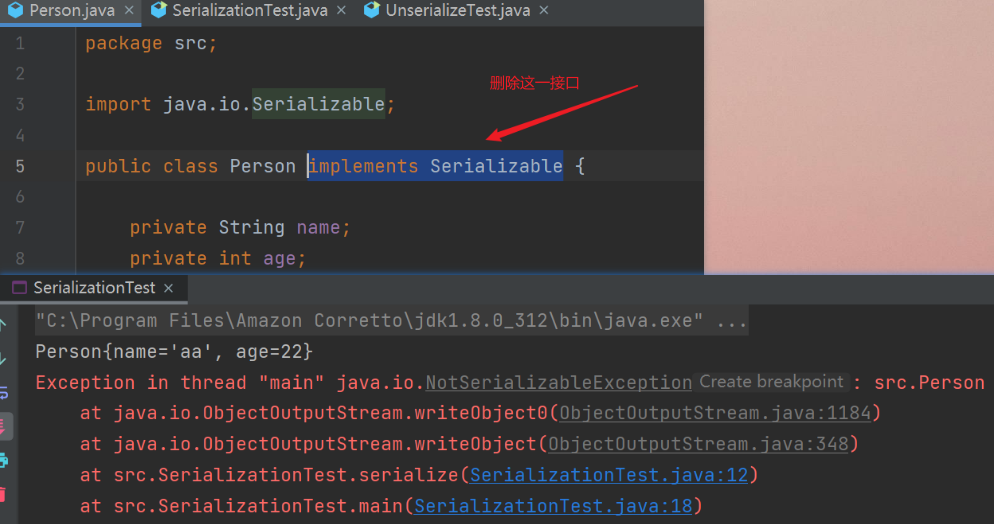 Person.java × SerializationTest.java × UnserializeTest.java ×
1 package src;
2
3 import java.io.Serializable;
删除这一接口
4
5 public class Person implements Serializable {
6
7 private String name;
8 private int age;
SerializationTest ×
"C:\Program Files\Amazon Corretto\jdk1.8.0_312\bin\java.exe" ...
Person{name='aa', age=22}
Exception in thread "main" java.io.NotSerializableException Create breakpoint : src.Person
at java.io.ObjectOutputStream.writeObject0(ObjectOutputStream.java:1184)
at java.io.ObjectOutputStream.writeObject(ObjectOutputStream.java:348)
at src.SerializationTest.serialize(SerializationTest.java:12)
at src.SerializationTest.main(SerializationTest.java:18)